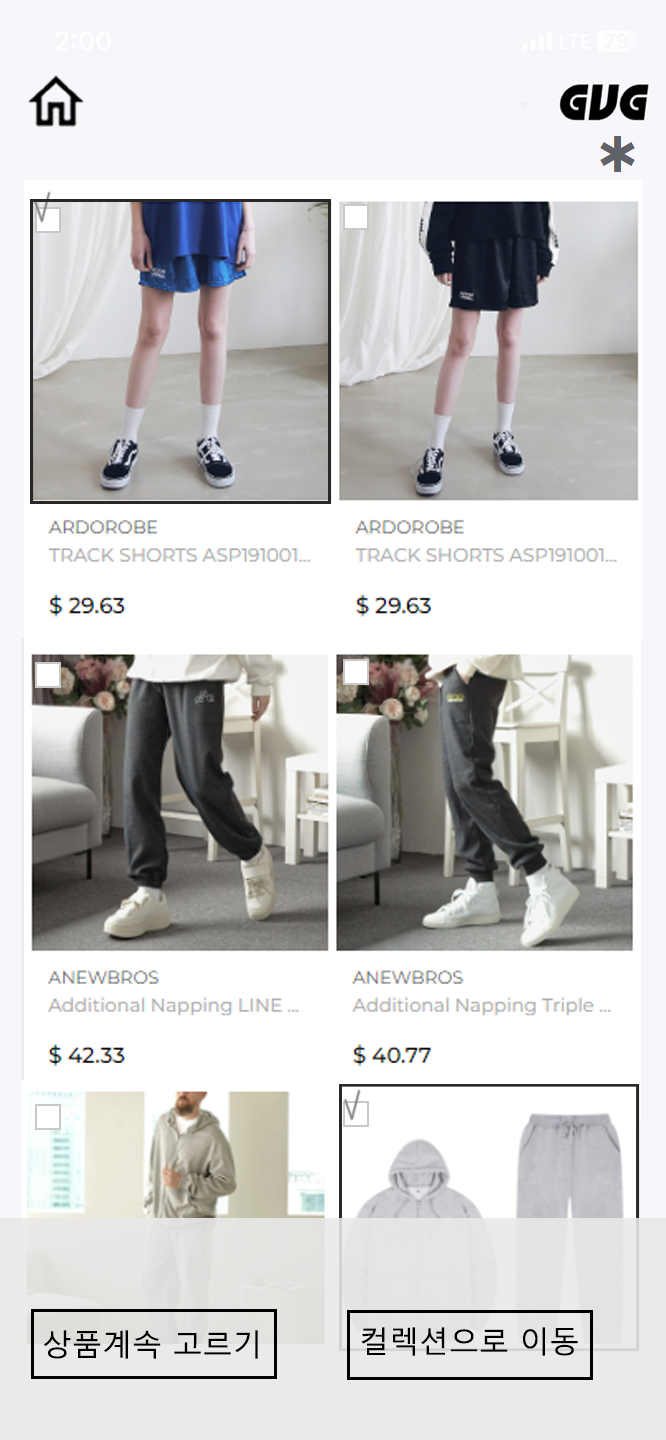 2:00
LTE 79
GVG
*
ARDOROBE
TRACK SHORTS ASP191001...
$ 29.63
ARDOROBE
TRACK SHORTS ASP191001...
$ 29.63
ANEWBROS
Additional Napping LINE ...
$ 42.33
ANEWBROS
Additional Napping Triple ...
$ 40.77
상품계속 고르기
컬렉션으로 이동